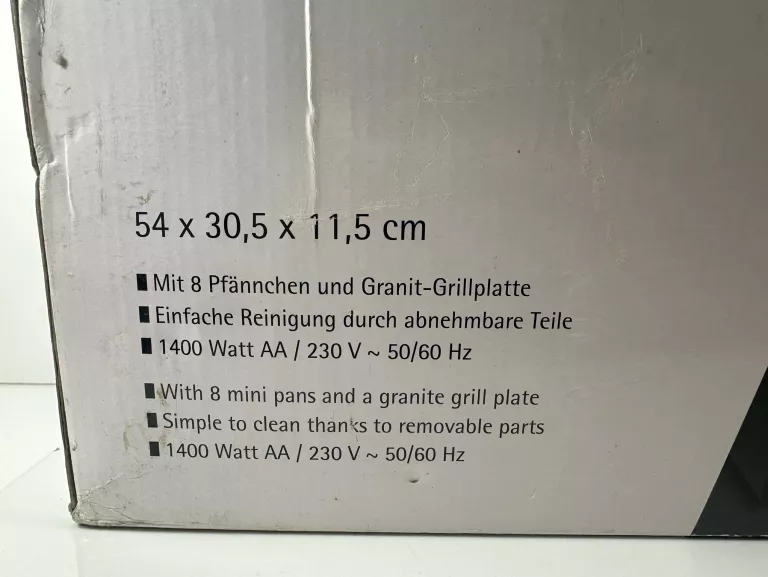 54 x 30,5 x 11,5 cm
Mit 8 Pfännchen und Granit-Grillplatte
Einfache Reinigung durch abnehmbare Teile
1400 Watt AA / 230 V ~ 50/60 Hz
With 8 mini pans and a granite grill plate
Simple to clean thanks to removable parts
1400 Watt AA / 230 V ~ 50/60 Hz